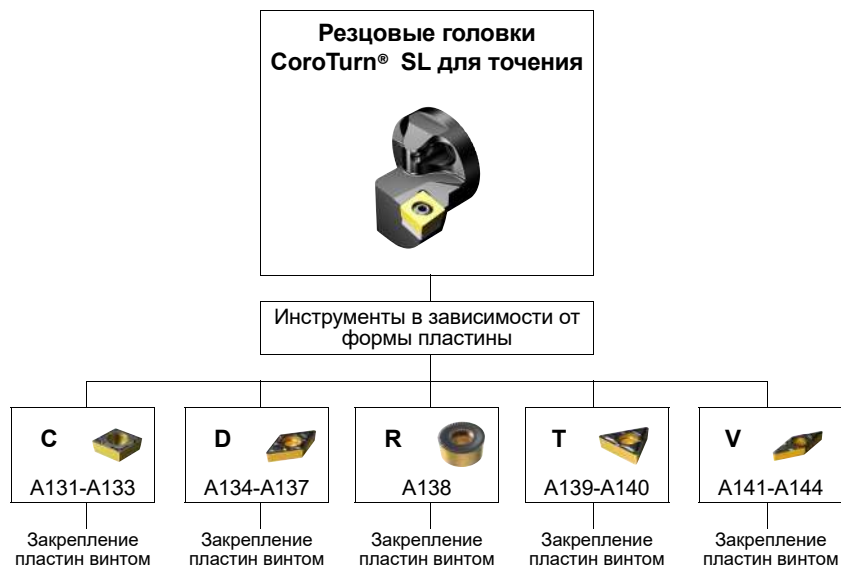 Резцовые головки
CoroTurn® SL для точения
Инструменты в зависимости от
формы пластины
C
A131-A133
Закрепление
пластин винтом
D
A134-A137
Закрепление
пластин винтом
R
A138
Закрепление
пластин винтом
T
A139-A140
Закрепление
пластин винтом
V
A141-A144
Закрепление
пластин винтом